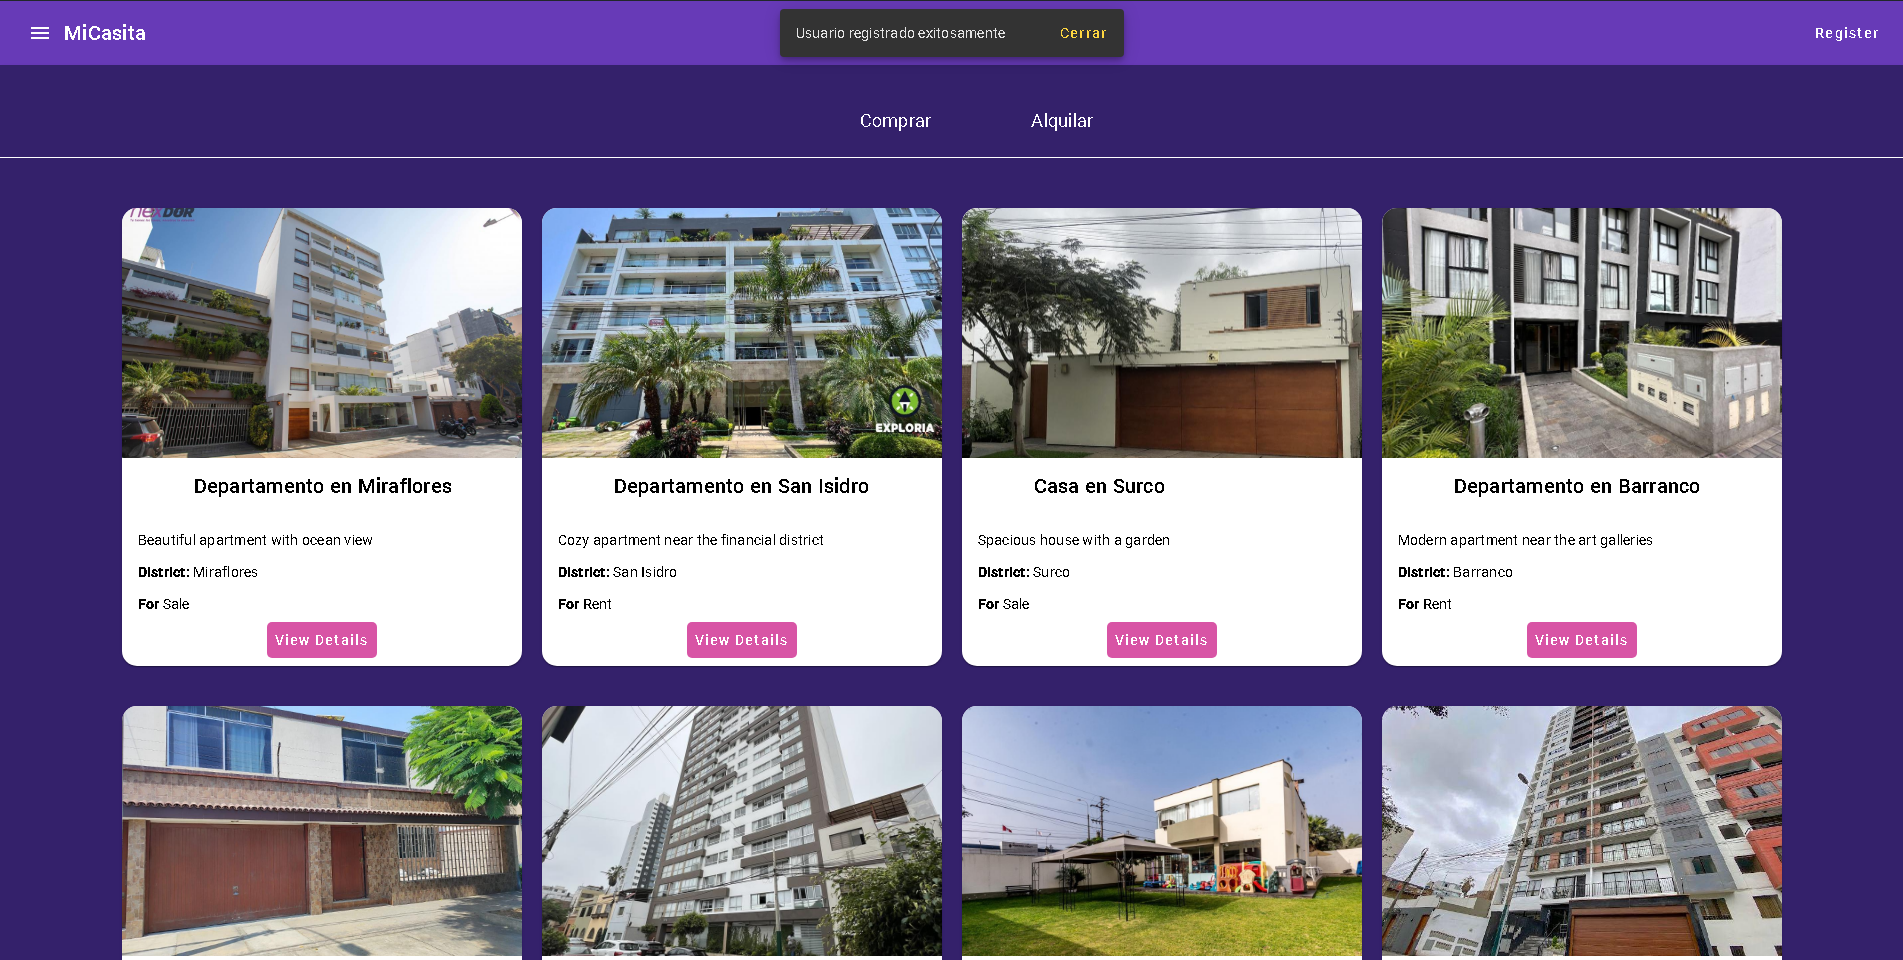 MiCasita
Usuario registrado exitosamente Cerrar
Register
Comprar Alquilar
EXPLORIA
Departamento en Miraflores
Beautiful apartment with ocean view
District: Miraflores
For Sale
View Details
Departamento en San Isidro
Cozy apartment near the financial district
District: San Isidro
For Rent
View Details
Casa en Surco
Spacious house with a garden
District: Surco
For Sale
View Details
Departamento en Barranco
Modern apartment near the art galleries
District: Barranco
For Rent
View Details